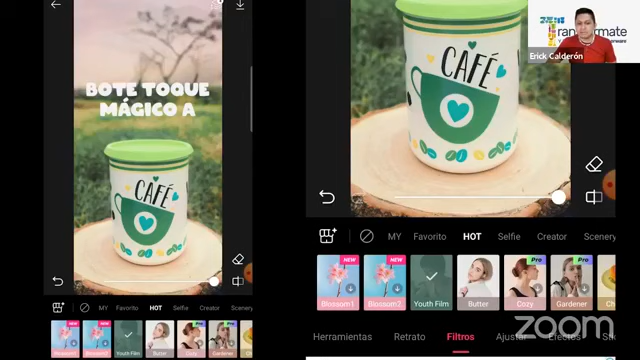 BOTE TOQUE
MÁGICO A
CAFÉ
MY
Favorito
HOT
Selfie
Creator
Scenery
NEW
NEW
Pro
Pro
Blossom1
Blossom2
Youth Film
Butter
Cozy
Gardener
CAFÉ
Erick Calderón
MY
Favorito
HOT
Selfie
Creator
Scenery
NEW
NEW
Pro
Pro
Blossom1
Blossom2
Youth Film
Butter
Cozy
Gardener
Herramientas
Retrato
Filtros
Ajustar
Efectos
zoom